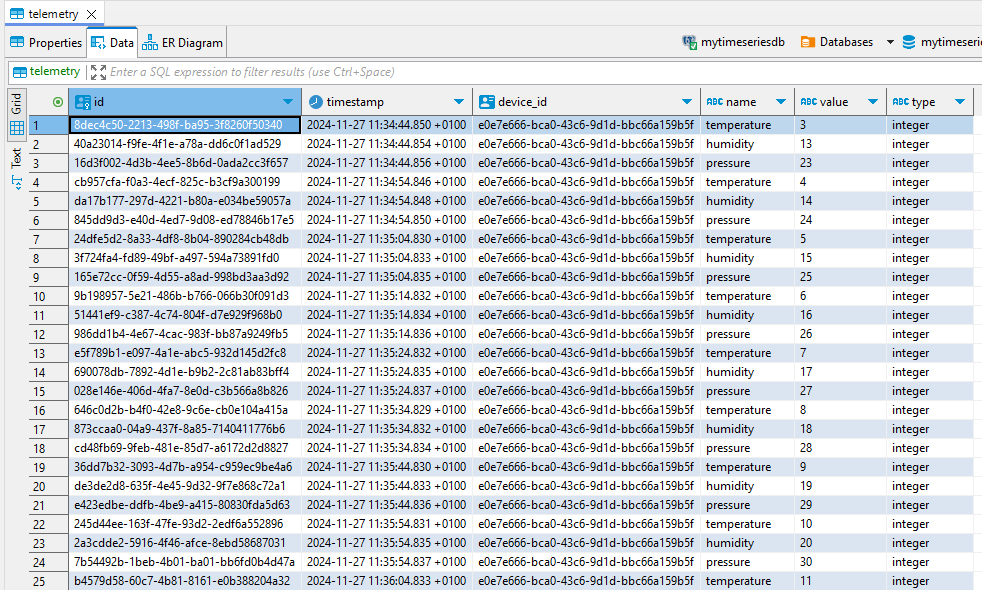 telemetry
Properties Data ER Diagram mytimeseriesdb Databases mytimeseri
telemetry Enter a SQL expression to filter results (use Ctrl+Space)
Grid
Text
id timestamp device_id ABC name ABC value ABC type
1 8dec4c50-2213-498f-ba95-3f8260f50340 2024-11-27 11:34:44.850 +0100 e0e7e666-bca0-43c6-9d1d-bbc66a159b5f temperature 3 integer
2 40a23014-f9fe-4f1e-a78a-dd6c0f1ad529 2024-11-27 11:34:44.854 +0100 e0e7e666-bca0-43c6-9d1d-bbc66a159b5f humidity 13 integer
3 16d3f002-4d3b-4ee5-8b6d-0ada2cc3f657 2024-11-27 11:34:44.856 +0100 e0e7e666-bca0-43c6-9d1d-bbc66a159b5f pressure 23 integer
4 cb957cfa-f0a3-4ecf-825c-b3cf9a300199 2024-11-27 11:34:54.846 +0100 e0e7e666-bca0-43c6-9d1d-bbc66a159b5f temperature 4 integer
5 da17b177-297d-4221-b80a-e034be59057a 2024-11-27 11:34:54.848 +0100 e0e7e666-bca0-43c6-9d1d-bbc66a159b5f humidity 14 integer
6 845dd9d3-e40d-4ed7-9d08-ed78846b17e5 2024-11-27 11:34:54.850 +0100 e0e7e666-bca0-43c6-9d1d-bbc66a159b5f pressure 24 integer
7 24dfe5d2-8a33-4df8-8b04-890284cb48db 2024-11-27 11:35:04.830 +0100 e0e7e666-bca0-43c6-9d1d-bbc66a159b5f temperature 5 integer
8 3f724fa4-fd89-49bf-a497-594a73891fd0 2024-11-27 11:35:04.833 +0100 e0e7e666-bca0-43c6-9d1d-bbc66a159b5f humidity 15 integer
9 165e72cc-0f59-4d55-a8ad-998bd3aa3d92 2024-11-27 11:35:04.835 +0100 e0e7e666-bca0-43c6-9d1d-bbc66a159b5f pressure 25 integer
10 9b198957-5e21-486b-b766-066b30f091d3 2024-11-27 11:35:14.832 +0100 e0e7e666-bca0-43c6-9d1d-bbc66a159b5f temperature 6 integer
11 51441ef9-c387-4c74-804f-d7e929f968b0 2024-11-27 11:35:14.834 +0100 e0e7e666-bca0-43c6-9d1d-bbc66a159b5f humidity 16 integer
12 986dd1b4-4e67-4cac-983f-bb87a9249fb5 2024-11-27 11:35:14.836 +0100 e0e7e666-bca0-43c6-9d1d-bbc66a159b5f pressure 26 integer
13 e5f789b1-e097-4a1e-abc5-932d145d2fc8 2024-11-27 11:35:24.832 +0100 e0e7e666-bca0-43c6-9d1d-bbc66a159b5f temperature 7 integer
14 690078db-7892-4d1e-b9b2-2c81ab83bff4 2024-11-27 11:35:24.835 +0100 e0e7e666-bca0-43c6-9d1d-bbc66a159b5f humidity 17 integer
15 028e146e-406d-4fa7-8e0d-c3b566a8b826 2024-11-27 11:35:24.837 +0100 e0e7e666-bca0-43c6-9d1d-bbc66a159b5f pressure 27 integer
16 646c0d2b-b4f0-42e8-9c6e-cb0e104a415a 2024-11-27 11:35:34.829 +0100 e0e7e666-bca0-43c6-9d1d-bbc66a159b5f temperature 8 integer
17 873ccaa0-04a9-437f-8a85-7140411776b6 2024-11-27 11:35:34.832 +0100 e0e7e666-bca0-43c6-9d1d-bbc66a159b5f humidity 18 integer
18 cd48fb69-9feb-481e-85d7-a6172d2d8827 2024-11-27 11:35:34.834 +0100 e0e7e666-bca0-43c6-9d1d-bbc66a159b5f pressure 28 integer
19 36dd7b32-3093-4d7b-a954-c959ec9be4a6 2024-11-27 11:35:44.830 +0100 e0e7e666-bca0-43c6-9d1d-bbc66a159b5f temperature 9 integer
20 de3de2d8-635f-4e45-9d32-9f7e868c72a1 2024-11-27 11:35:44.833 +0100 e0e7e666-bca0-43c6-9d1d-bbc66a159b5f humidity 19 integer
21 e423edbe-ddfb-4be9-a415-80830fda5d63 2024-11-27 11:35:44.836 +0100 e0e7e666-bca0-43c6-9d1d-bbc66a159b5f pressure 29 integer
22 245d44ee-163f-47fe-93d2-2edf6a552896 2024-11-27 11:35:54.831 +0100 e0e7e666-bca0-43c6-9d1d-bbc66a159b5f temperature 10 integer
23 2a3cdde2-5916-4f46-afce-8ebd58687031 2024-11-27 11:35:54.835 +0100 e0e7e666-bca0-43c6-9d1d-bbc66a159b5f humidity 20 integer
24 7b54492b-1beb-4b01-ba01-bb6fd0b4d47a 2024-11-27 11:35:54.837 +0100 e0e7e666-bca0-43c6-9d1d-bbc66a159b5f pressure 30 integer
25 b4579d58-60c7-4b81-8161-e0b388204a32 2024-11-27 11:36:04.833 +0100 e0e7e666-bca0-43c6-9d1d-bbc66a159b5f temperature 11 integer